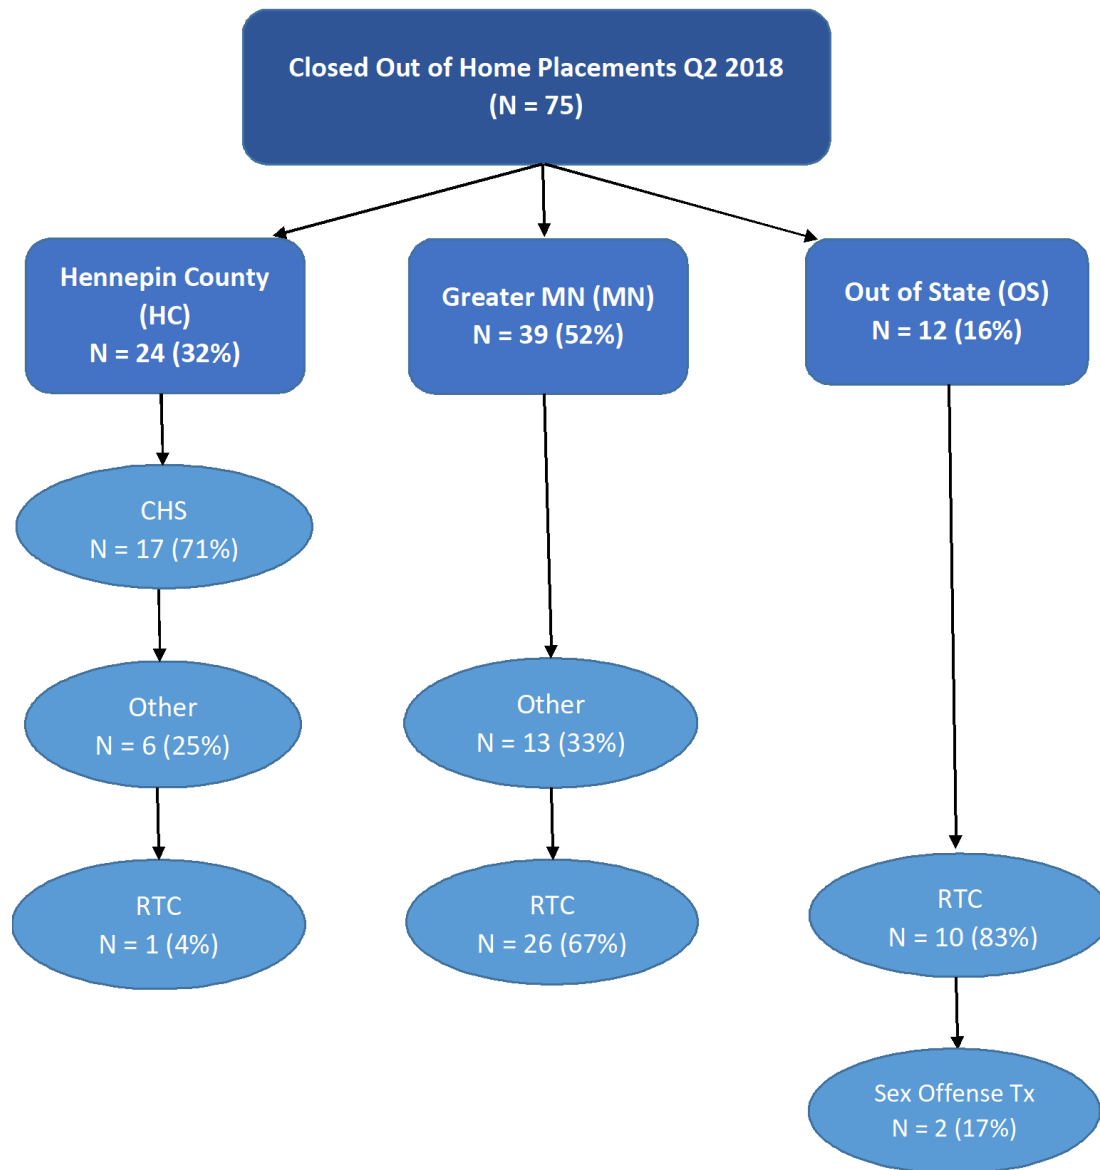 Closed Out of Home Placements Q2 2018
(N = 75)
Hennepin County
(HC)
N = 24 (32%)
Greater MN (MN)
N = 39 (52%)
Out of State (OS)
N = 12 (16%)
CHS
N = 17 (71%)
Other
N = 6 (25%)
RTC
N = 1 (4%)
Other
N = 13 (33%)
RTC
N = 26 (67%)
RTC
N = 10 (83%)
Sex Offense Tx
N = 2 (17%)